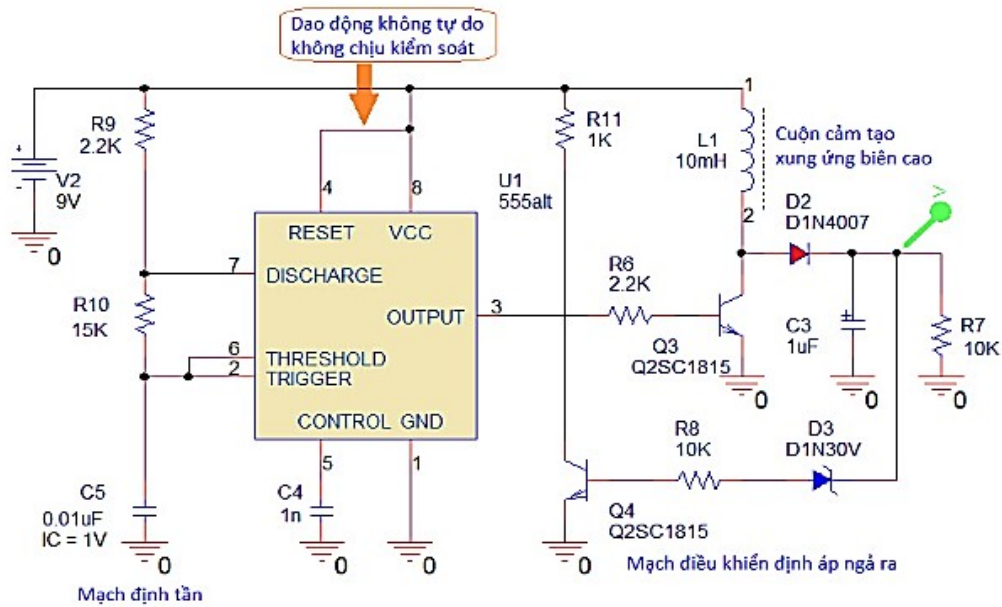 Dao động không tự do
không chịu kiểm soát
R9
2.2K
V2
9V
0
R10
15K
C5
0.01uF
IC = 1V
0
Mạch định tần
4
8
RESET
VCC
7
DISCHARGE
OUTPUT
3
6
THRESHOLD
2
TRIGGER
CONTROL
GND
5
1
C4
1n
0
0
U1
555alt
R11
1K
1
L1
10mH
2
Cuộn cảm tạo
xung ứng biên cao
D2
D1N4007
V
R6
2.2K
Q3
Q2SC1815
0
C3
1uF
0
R7
10K
0
R8
10K
D3
D1N30V
Q4
Q2SC1815
0
Mạch điều khiển định áp ngả ra